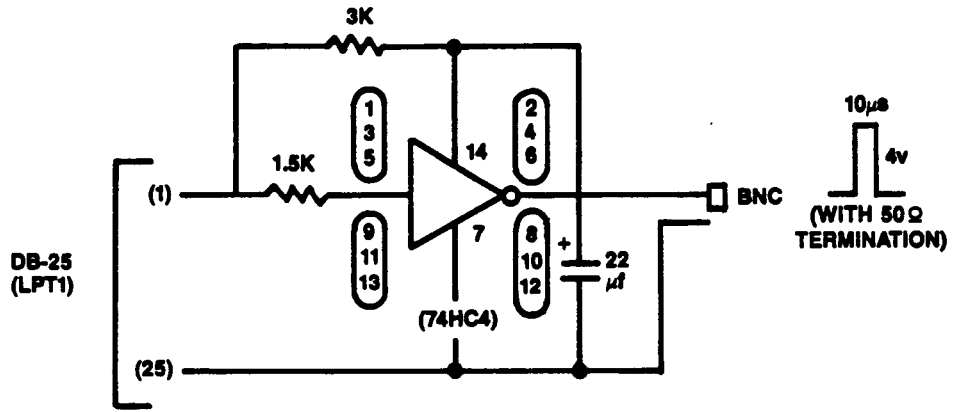 3K
1
3
5
2
4
6
10μs
4v
1.5K
14
(1)
BNC
(WITH 50Ω
TERMINATION)
7
9
11
13
8
10
12
+
22
μf
DB-25
(LPT1)
(74HC4)
(25)